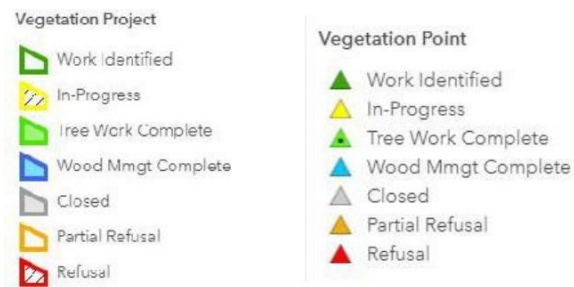 Vegetation Project
Work Identified
In-Progress
Tree Work Complete
Wood Mmgt Complete
Closed
Partial Refusal
Refusal
Vegetation Point
Work Identified
In-Progress
Tree Work Complete
Wood Mmgt Complete
Closed
Partial Refusal
Refusal